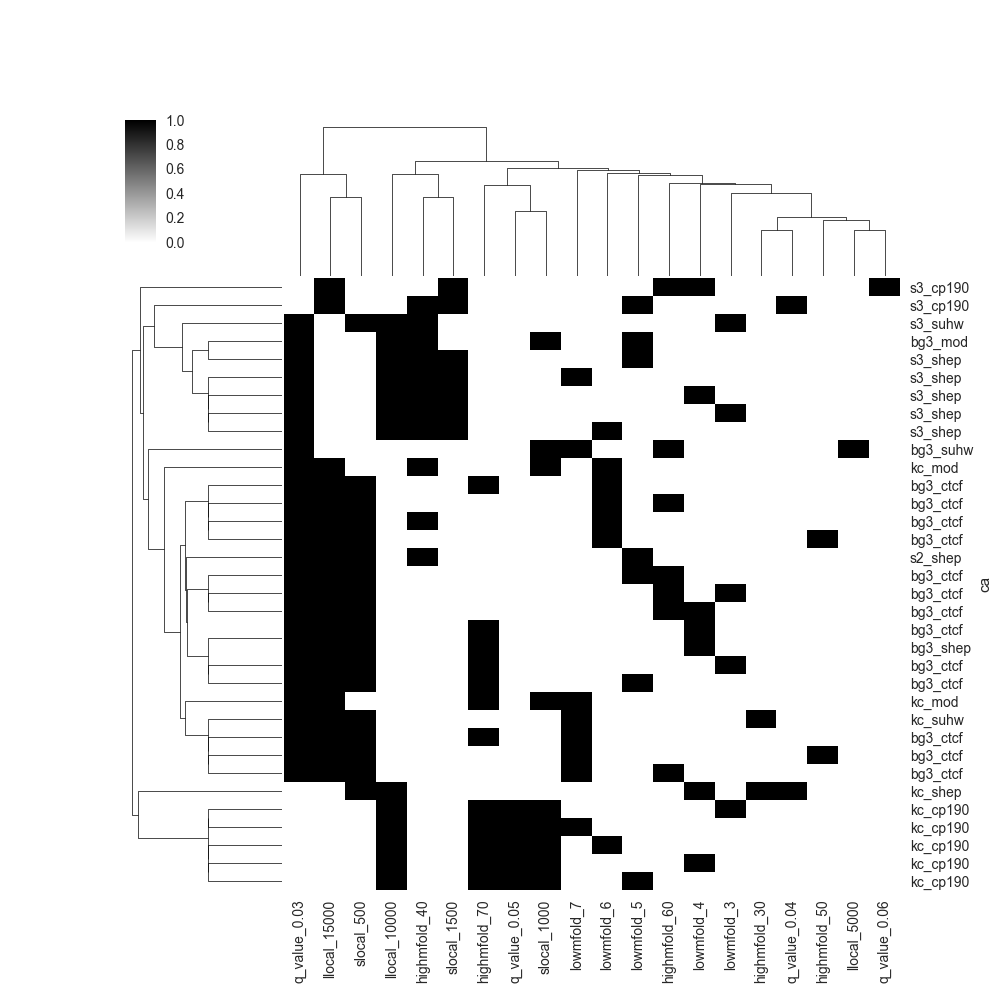 1.0
0.8
0.6
0.4
0.2
0.0
s3_cp190
s3_cp190
s3_suhw
bg3_mod
s3_shep
s3_shep
s3_shep
s3_shep
s3_shep
bg3_suhw
kc_mod
bg3_ctcf
bg3_ctcf
bg3_ctcf
bg3_ctcf
s2_shep
bg3_ctcf
bg3_ctcf
bg3_ctcf
bg3_ctcf
bg3_shep
bg3_ctcf
bg3_ctcf
kc_mod
kc_suhw
bg3_ctcf
bg3_ctcf
bg3_ctcf
kc_shep
kc_cp190
kc_cp190
kc_cp190
kc_cp190
kc_cp190
ca
q_value_0.03
llocal_15000
slocal_500
llocal_10000
highmfold_40
slocal_1500
highmfold_70
q_value_0.05
slocal_1000
lowmfold_7
lowmfold_6
lowmfold_5
highmfold_60
lowmfold_4
lowmfold_3
highmfold_30
q_value_0.04
highmfold_50
llocal_5000
q_value_0.06